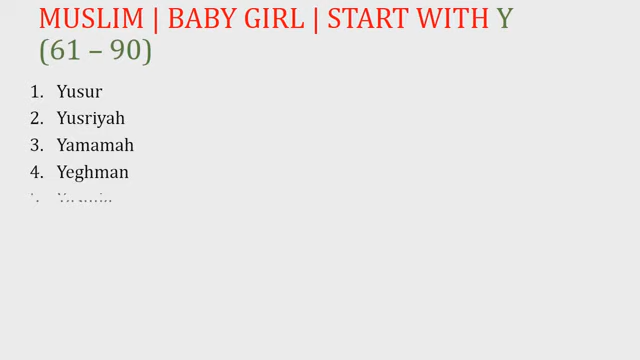 MUSLIM | BABY GIRL | START WITH Y
(61 – 90)
1. Yusur
2. Yusriyah
3. Yamamah
4. Yeghman